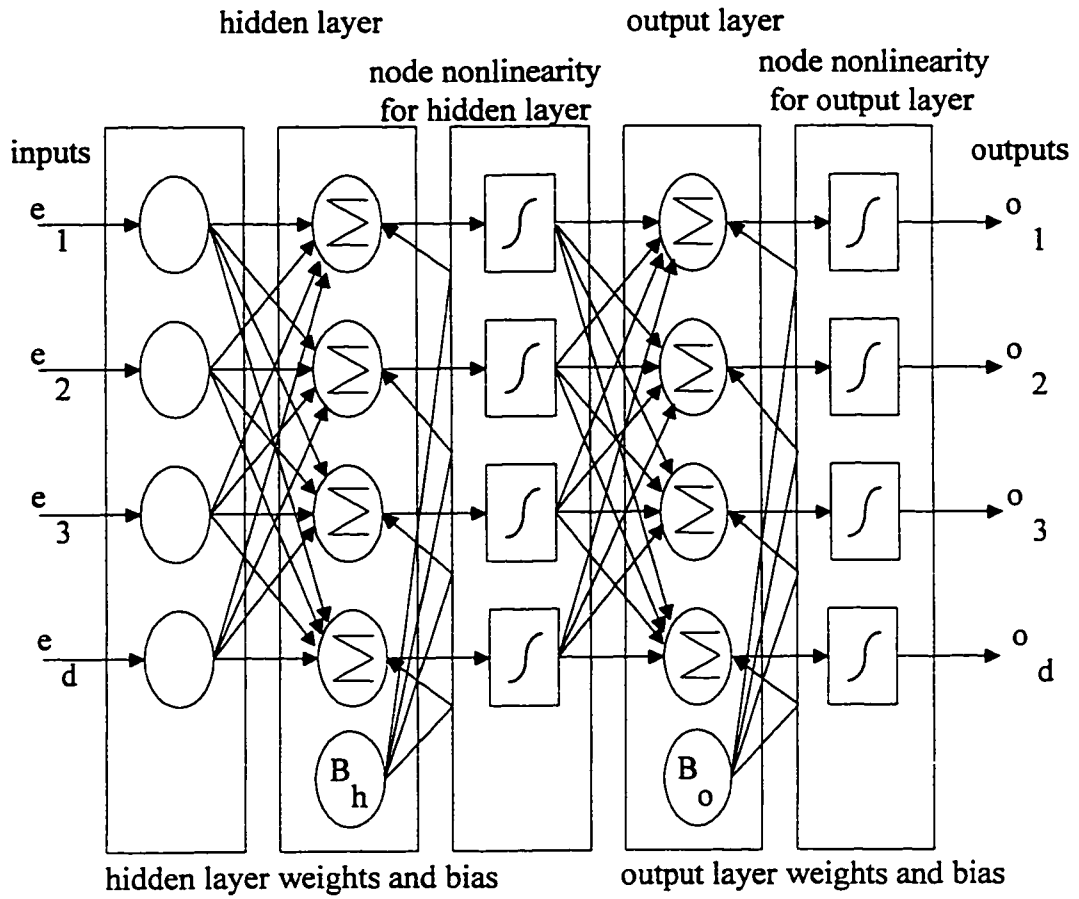 hidden layer
output layer
node nonlinearity
for hidden layer
node nonlinearity
for output layer
inputs
outputs
e 1
Σ
∫
Σ
∫
o 1
e 2
Σ
∫
Σ
∫
o 2
e 3
Σ
∫
Σ
∫
o 3
e d
Σ
∫
Σ
∫
o d
B h
B o
hidden layer weights and bias
output layer weights and bias